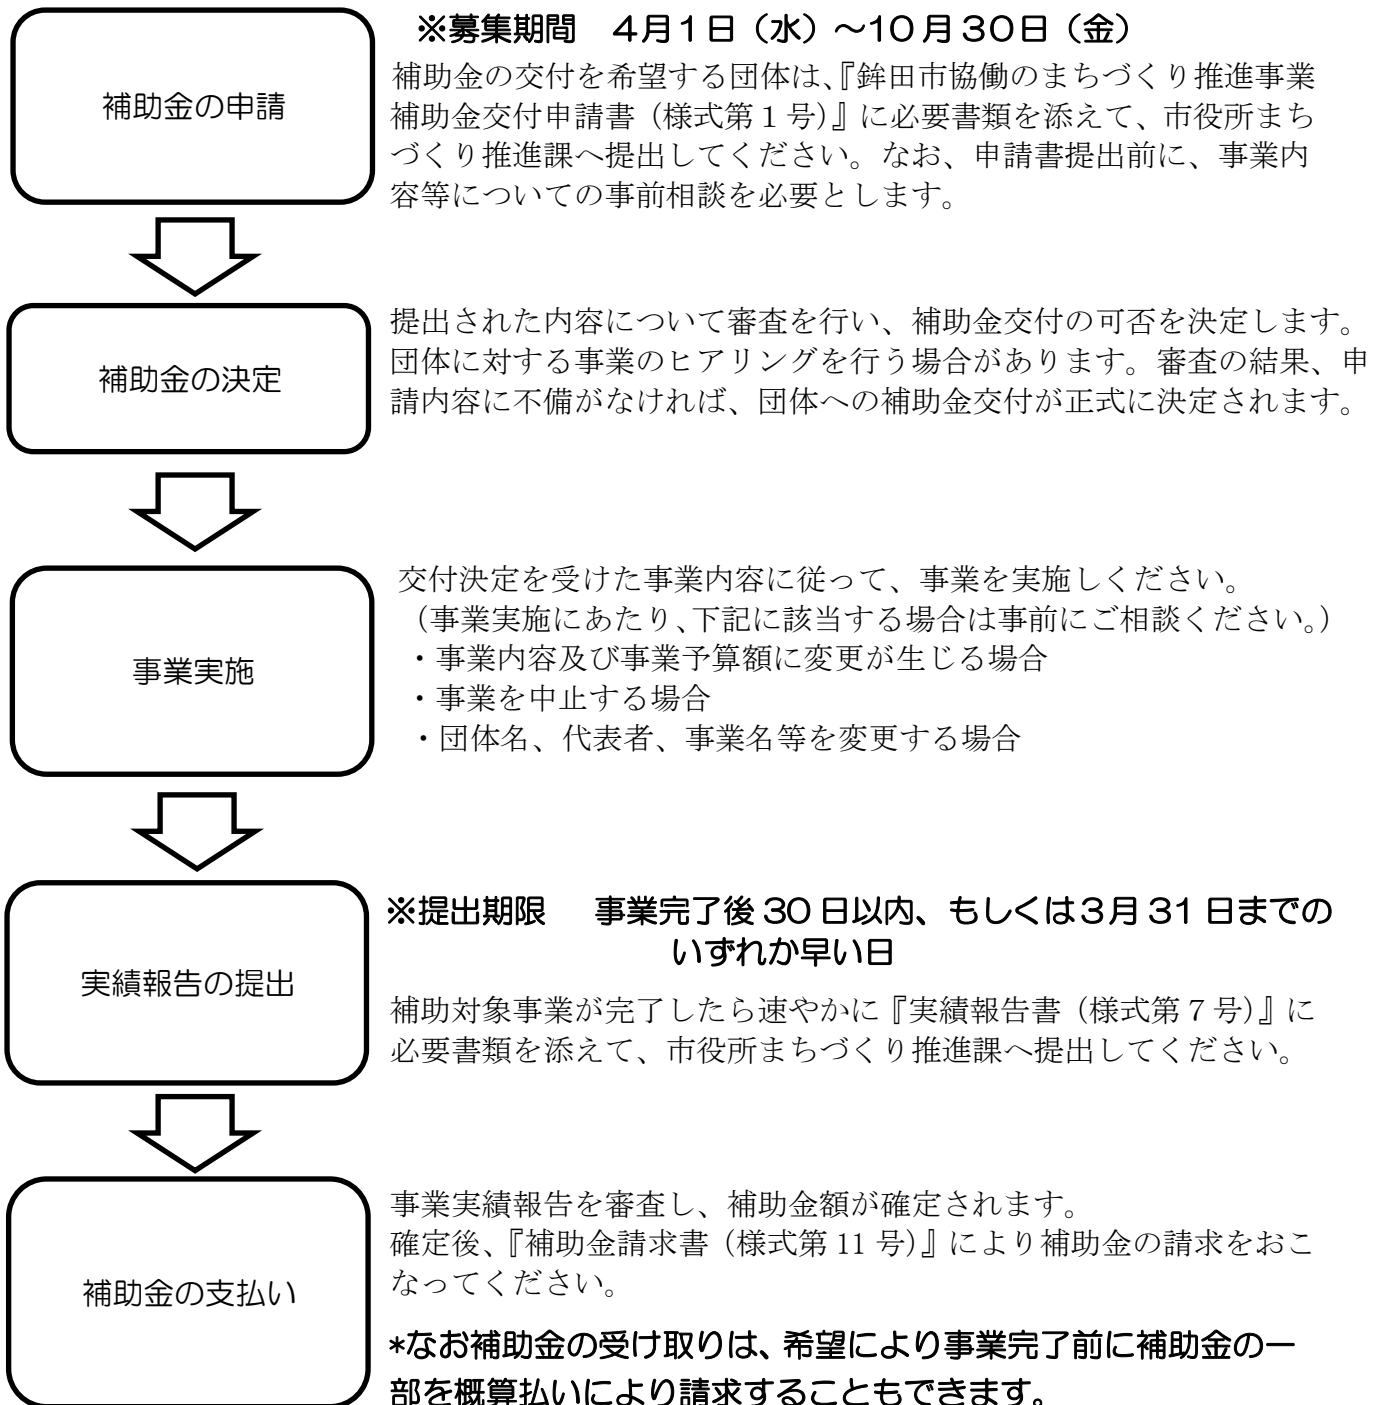 補助金の申請
※募集期間　４月１日（水）～１０月３０日（金）
補助金の交付を希望する団体は、『鉾田市協働のまちづくり推進事業
補助金交付申請書（様式第１号）』に必要書類を添えて、市役所まち
づくり推進課へ提出してください。なお、申請書提出前に、事業内
容等についての事前相談を必要とします。
補助金の決定
提出された内容について審査を行い、補助金交付の可否を決定します。
団体に対する事業のヒアリングを行う場合があります。審査の結果、申
請内容に不備がなければ、団体への補助金交付が正式に決定されます。
事業実施
交付決定を受けた事業内容に従って、事業を実施しください。
（事業実施にあたり、下記に該当する場合は事前にご相談ください。）
・事業内容及び事業予算額に変更が生じる場合
・事業を中止する場合
・団体名、代表者、事業名等を変更する場合
実績報告の提出
※提出期限　事業完了後 30 日以内、もしくは３月 31 日までの
いずれか早い日
補助対象事業が完了したら速やかに『実績報告書（様式第７号）』に
必要書類を添えて、市役所まちづくり推進課へ提出してください。
補助金の支払い
事業実績報告を審査し、補助金額が確定されます。
確定後、『補助金請求書（様式第 11 号）』により補助金の請求をおこ
なってください。
*なお補助金の受け取りは、希望により事業完了前に補助金の一
部を概算払いにより請求することもできます。